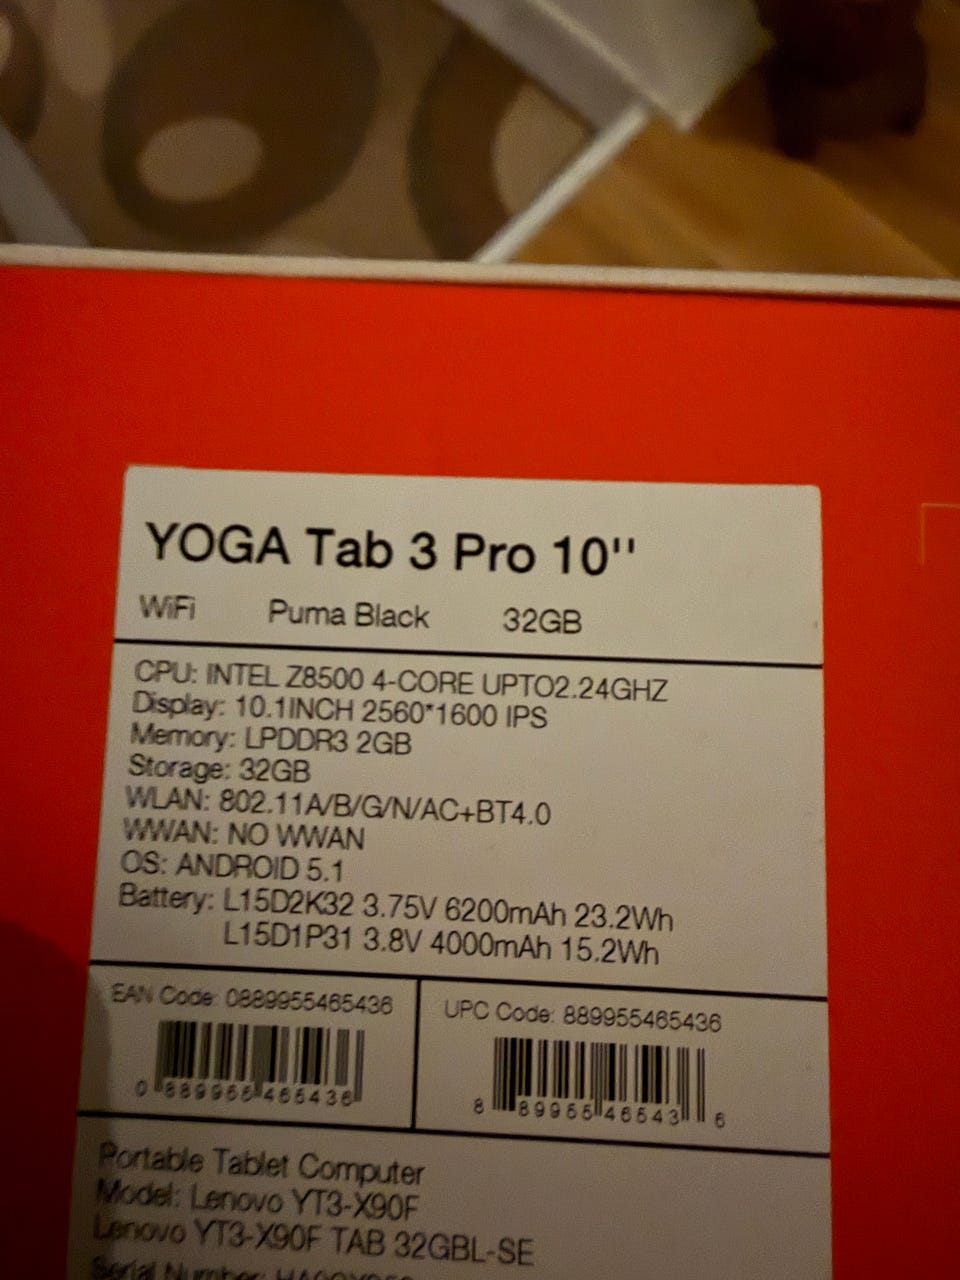 YOGA Tab 3 Pro 10''
WiFi Puma Black 32GB
CPU: INTEL Z8500 4-CORE UPTO2.24GHZ
Display: 10.1INCH 2560*1600 IPS
Memory: LPDDR3 2GB
Storage: 32GB
WLAN: 802.11A/B/G/N/AC+BT4.0
WWAN: NO WWAN
OS: ANDROID 5.1
Battery: L15D2K32 3.75V 6200mAh 23.2Wh
L15D1P31 3.8V 4000mAh 15.2Wh
EAN Code: 0889955465436
UPC Code: 889955465436
0 889955 465436
8 89955 46543 6
Portable Tablet Computer
Model: Lenovo YT3-X90F
Lenovo YT3-X90F TAB 32GBL-SE
Serial Number: